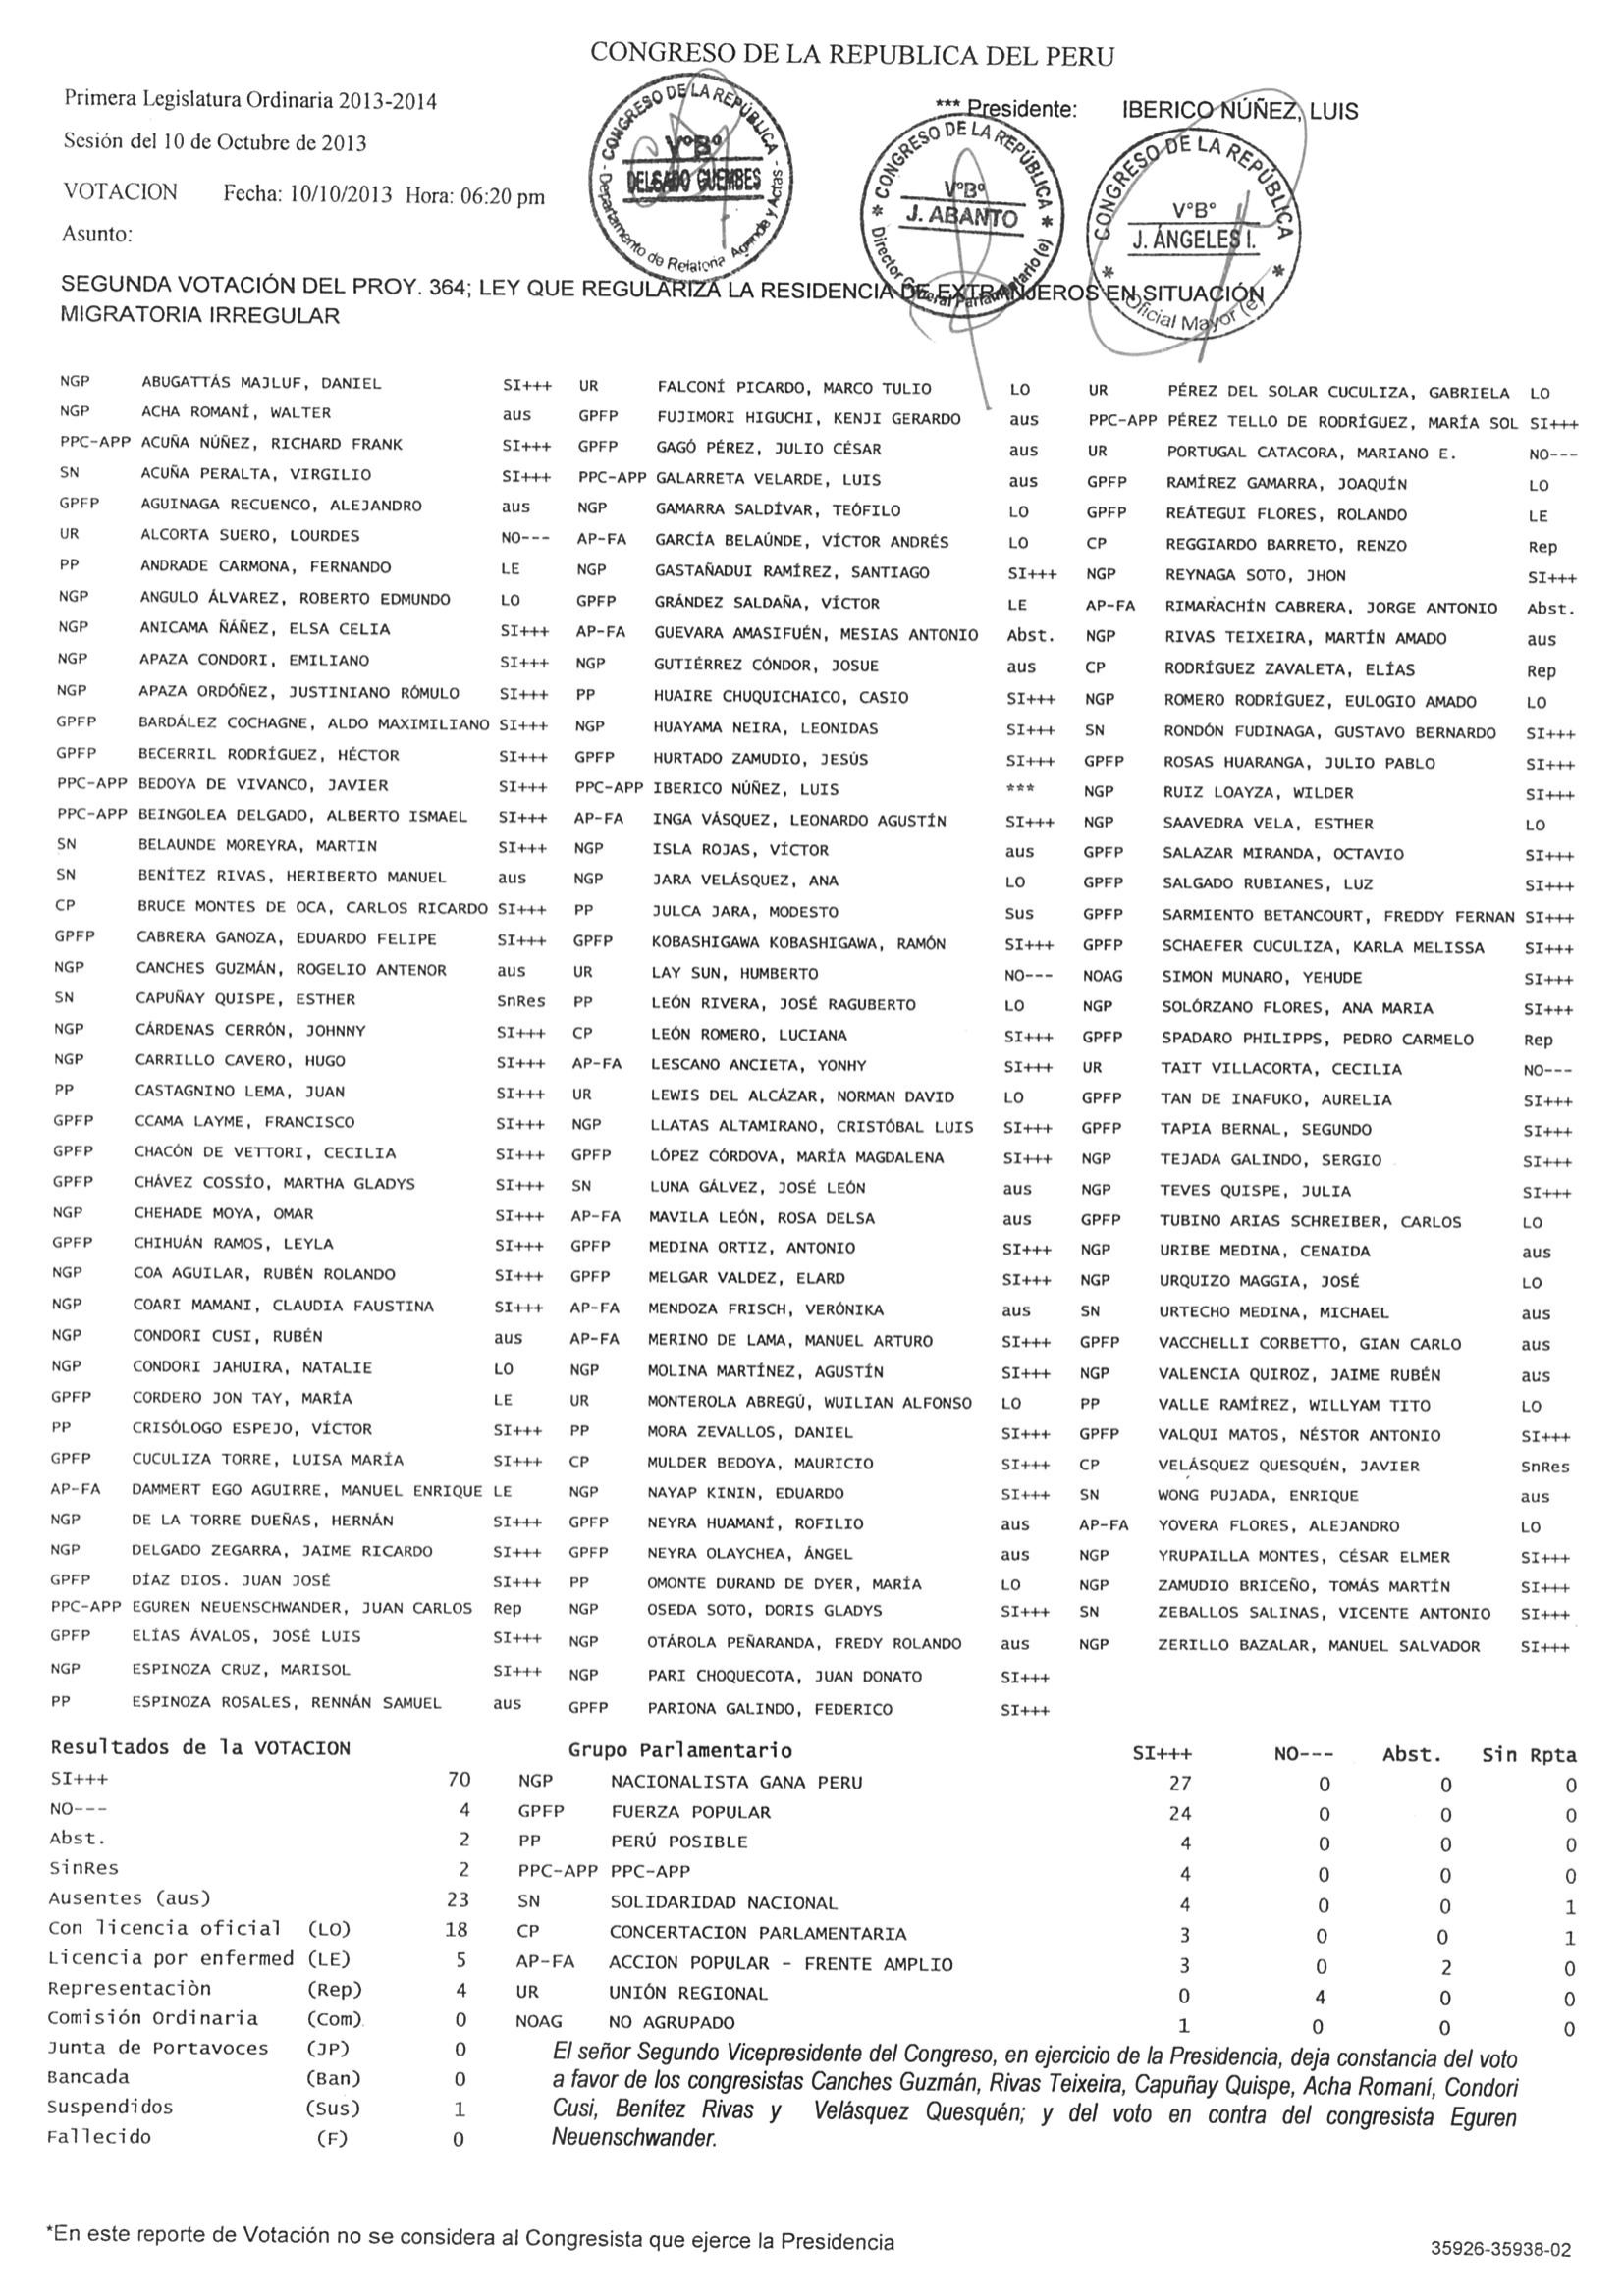 CONGRESO DE LA REPUBLICA DEL PERU
Primera Legislatura Ordinaria 2013-2014
*** Presidente: IBERICO NÚÑEZ, LUIS
Sesión del 10 de Octubre de 2013
VOTACION Fecha: 10/10/2013 Hora: 06:20 pm
Asunto:
CONGRESO DE LA REPÚBLICA
V°B°
DELGADO GUEMBES
Departamento de Relatoria Agenda y Actas
CONGRESO DE LA REPÚBLICA
V°B°
J. ABANTO
Director General Parlamentario (e)
CONGRESO DE LA REPÚBLICA
V°B°
J. ÁNGELES I.
Oficial Mayor (e)
SEGUNDA VOTACIÓN DEL PROY. 364; LEY QUE REGULARIZA LA RESIDENCIA DE EXTRANJEROS EN SITUACIÓN
MIGRATORIA IRREGULAR
NGP ABUGATTÁS MAJLUF, DANIEL SI+++ UR FALCONÍ PICARDO, MARCO TULIO LO UR PÉREZ DEL SOLAR CUCULIZA, GABRIELA LO
NGP ACHA ROMANÍ, WALTER aus GPFP FUJIMORI HIGUCHI, KENJI GERARDO aus PPC-APP PÉREZ TELLO DE RODRÍGUEZ, MARÍA SOL SI+++
PPC-APP ACUÑA NÚÑEZ, RICHARD FRANK SI+++ GPFP GAGÓ PÉREZ, JULIO CÉSAR aus UR PORTUGAL CATACORA, MARIANO E. NO---
SN ACUÑA PERALTA, VIRGILIO SI+++ PPC-APP GALARRETA VELARDE, LUIS aus GPFP RAMÍREZ GAMARRA, JOAQUÍN LO
GPFP AGUINAGA RECUENCO, ALEJANDRO aus NGP GAMARRA SALDÍVAR, TEÓFILO LO GPFP REÁTEGUI FLORES, ROLANDO LE
UR ALCORTA SUERO, LOURDES NO--- AP-FA GARCÍA BELAÚNDE, VÍCTOR ANDRÉS LO CP REGGIARDO BARRETO, RENZO Rep
PP ANDRADE CARMONA, FERNANDO LE NGP GASTAÑADUI RAMÍREZ, SANTIAGO SI+++ NGP REYNAGA SOTO, JHON SI+++
NGP ANGULO ÁLVAREZ, ROBERTO EDMUNDO LO GPFP GRÁNDEZ SALDAÑA, VÍCTOR LE AP-FA RIMARACHÍN CABRERA, JORGE ANTONIO Abst.
NGP ANICAMA ÑÁÑEZ, ELSA CELIA SI+++ AP-FA GUEVARA AMASIFUÉN, MESIAS ANTONIO Abst. NGP RIVAS TEIXEIRA, MARTÍN AMADO aus
NGP APAZA CONDORI, EMILIANO SI+++ NGP GUTIÉRREZ CÓNDOR, JOSUE aus CP RODRÍGUEZ ZAVALETA, ELÍAS Rep
NGP APAZA ORDÓÑEZ, JUSTINIANO RÓMULO SI+++ PP HUAIRE CHUQUICHAICO, CASIO SI+++ NGP ROMERO RODRÍGUEZ, EULOGIO AMADO LO
GPFP BARDÁLEZ COCHAGNE, ALDO MAXIMILIANO SI+++ NGP HUAYAMA NEIRA, LEONIDAS SI+++ SN RONDÓN FUDINAGA, GUSTAVO BERNARDO SI+++
GPFP BECERRIL RODRÍGUEZ, HÉCTOR SI+++ GPFP HURTADO ZAMUDIO, JESÚS SI+++ GPFP ROSAS HUARANGA, JULIO PABLO SI+++
PPC-APP BEDOYA DE VIVANCO, JAVIER SI+++ PPC-APP IBERICO NÚÑEZ, LUIS *** NGP RUIZ LOAYZA, WILDER SI+++
PPC-APP BEINGOLEA DELGADO, ALBERTO ISMAEL SI+++ AP-FA INGA VÁSQUEZ, LEONARDO AGUSTÍN SI+++ NGP SAAVEDRA VELA, ESTHER LO
SN BELAUNDE MOREYRA, MARTIN SI+++ NGP ISLA ROJAS, VÍCTOR aus GPFP SALAZAR MIRANDA, OCTAVIO SI+++
SN BENÍTEZ RIVAS, HERIBERTO MANUEL aus NGP JARA VELÁSQUEZ, ANA LO GPFP SALGADO RUBIANES, LUZ SI+++
CP BRUCE MONTES DE OCA, CARLOS RICARDO SI+++ PP JULCA JARA, MODESTO Sus GPFP SARMIENTO BETANCOURT, FREDDY FERNAN SI+++
GPFP CABRERA GANOZA, EDUARDO FELIPE SI+++ GPFP KOBASHIGAWA KOBASHIGAWA, RAMÓN SI+++ GPFP SCHAEFER CUCULIZA, KARLA MELISSA SI+++
NGP CANCHES GUZMÁN, ROGELIO ANTENOR aus UR LAY SUN, HUMBERTO NO--- NOAG SIMON MUNARO, YEHUDE SI+++
SN CAPUÑAY QUISPE, ESTHER SnRes PP LEÓN RIVERA, JOSÉ RAGUBERTO LO NGP SOLÓRZANO FLORES, ANA MARIA SI+++
NGP CÁRDENAS CERRÓN, JOHNNY SI+++ CP LEÓN ROMERO, LUCIANA SI+++ GPFP SPADARO PHILIPPS, PEDRO CARMELO Rep
NGP CARRILLO CAVERO, HUGO SI+++ AP-FA LESCANO ANCIETA, YONHY SI+++ UR TAIT VILLACORTA, CECILIA NO---
PP CASTAGNINO LEMA, JUAN SI+++ UR LEWIS DEL ALCÁZAR, NORMAN DAVID LO GPFP TAN DE INAFUKO, AURELIA SI+++
GPFP CCAMA LAYME, FRANCISCO SI+++ NGP LLATAS ALTAMIRANO, CRISTÓBAL LUIS SI+++ GPFP TAPIA BERNAL, SEGUNDO SI+++
GPFP CHACÓN DE VETTORI, CECILIA SI+++ GPFP LÓPEZ CÓRDOVA, MARÍA MAGDALENA SI+++ NGP TEJADA GALINDO, SERGIO SI+++
GPFP CHÁVEZ COSSÍO, MARTHA GLADYS SI+++ SN LUNA GÁLVEZ, JOSÉ LEÓN aus NGP TEVES QUISPE, JULIA SI+++
NGP CHEHADE MOYA, OMAR SI+++ AP-FA MAVILA LEÓN, ROSA DELSA aus GPFP TUBINO ARIAS SCHREIBER, CARLOS LO
GPFP CHIHUÁN RAMOS, LEYLA SI+++ GPFP MEDINA ORTIZ, ANTONIO SI+++ NGP URIBE MEDINA, CENAIDA aus
NGP COA AGUILAR, RUBÉN ROLANDO SI+++ GPFP MELGAR VALDEZ, ELARD SI+++ NGP URQUIZO MAGGIA, JOSÉ LO
NGP COARI MAMANI, CLAUDIA FAUSTINA SI+++ AP-FA MENDOZA FRISCH, VERÓNIKA aus SN URTECHO MEDINA, MICHAEL aus
NGP CONDORI CUSI, RUBÉN aus AP-FA MERINO DE LAMA, MANUEL ARTURO SI+++ GPFP VACCHELLI CORBETTO, GIAN CARLO aus
NGP CONDORI JAHUIRA, NATALIE LO NGP MOLINA MARTÍNEZ, AGUSTÍN SI+++ NGP VALENCIA QUIROZ, JAIME RUBÉN aus
GPFP CORDERO JON TAY, MARÍA LE UR MONTEROLA ABREGÚ, WUILIAN ALFONSO LO PP VALLE RAMÍREZ, WILLYAM TITO LO
PP CRISÓLOGO ESPEJO, VÍCTOR SI+++ PP MORA ZEVALLOS, DANIEL SI+++ GPFP VALQUI MATOS, NÉSTOR ANTONIO SI+++
GPFP CUCULIZA TORRE, LUISA MARÍA SI+++ CP MULDER BEDOYA, MAURICIO SI+++ CP VELÁSQUEZ QUESQUÉN, JAVIER SnRes
AP-FA DAMMERT EGO AGUIRRE, MANUEL ENRIQUE LE NGP NAYAP KININ, EDUARDO SI+++ SN WONG PUJADA, ENRIQUE aus
NGP DE LA TORRE DUEÑAS, HERNÁN SI+++ GPFP NEYRA HUAMANÍ, ROFILIO aus AP-FA YOVERA FLORES, ALEJANDRO LO
NGP DELGADO ZEGARRA, JAIME RICARDO SI+++ GPFP NEYRA OLAYCHEA, ÁNGEL aus NGP YRUPAILLA MONTES, CÉSAR ELMER SI+++
GPFP DÍAZ DIOS. JUAN JOSÉ SI+++ PP OMONTE DURAND DE DYER, MARÍA LO NGP ZAMUDIO BRICEÑO, TOMÁS MARTÍN SI+++
PPC-APP EGUREN NEUENSCHWANDER, JUAN CARLOS Rep NGP OSEDA SOTO, DORIS GLADYS SI+++ SN ZEBALLOS SALINAS, VICENTE ANTONIO SI+++
GPFP ELÍAS ÁVALOS, JOSÉ LUIS SI+++ NGP OTÁROLA PEÑARANDA, FREDY ROLANDO aus NGP ZERILLO BAZALAR, MANUEL SALVADOR SI+++
NGP ESPINOZA CRUZ, MARISOL SI+++ NGP PARI CHOQUECOTA, JUAN DONATO SI+++
PP ESPINOZA ROSALES, RENNÁN SAMUEL aus GPFP PARIONA GALINDO, FEDERICO SI+++
Resultados de la VOTACION Grupo Parlamentario SI+++ NO--- Abst. Sin Rpta
SI+++ 70 NGP NACIONALISTA GANA PERU 27 0 0 0
NO--- 4 GPFP FUERZA POPULAR 24 0 0 0
Abst. 2 PP PERÚ POSIBLE 4 0 0 0
SinRes 2 PPC-APP PPC-APP 4 0 0 0
Ausentes (aus) 23 SN SOLIDARIDAD NACIONAL 4 0 0 1
Con licencia oficial (LO) 18 CP CONCERTACION PARLAMENTARIA 3 0 0 1
Licencia por enfermed (LE) 5 AP-FA ACCION POPULAR - FRENTE AMPLIO 3 0 2 0
Representaciòn (Rep) 4 UR UNIÓN REGIONAL 0 4 0 0
Comisión Ordinaria (Com) 0 NOAG NO AGRUPADO 1 0 0 0
Junta de Portavoces (JP) 0
Bancada (Ban) 0
Suspendidos (Sus) 1
Fallecido (F) 0
El señor Segundo Vicepresidente del Congreso, en ejercicio de la Presidencia, deja constancia del voto
a favor de los congresistas Canches Guzmán, Rivas Teixeira, Capuñay Quispe, Acha Romaní, Condori
Cusi, Benítez Rivas y Velásquez Quesquén; y del voto en contra del congresista Eguren
Neuenschwander.
*En este reporte de Votación no se considera al Congresista que ejerce la Presidencia
35926-35938-02